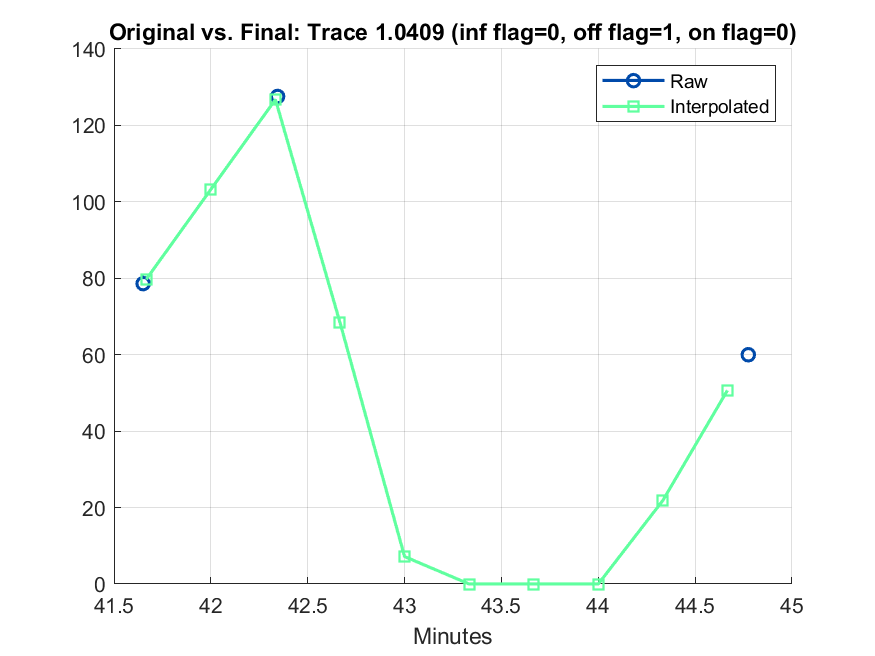 Original vs. Final: Trace 1.0409 (inf flag=0, off flag=1, on flag=0)
140
120
100
80
60
40
20
0
Raw
Interpolated
41.5 42 42.5 43 43.5 44 44.5 45
Minutes